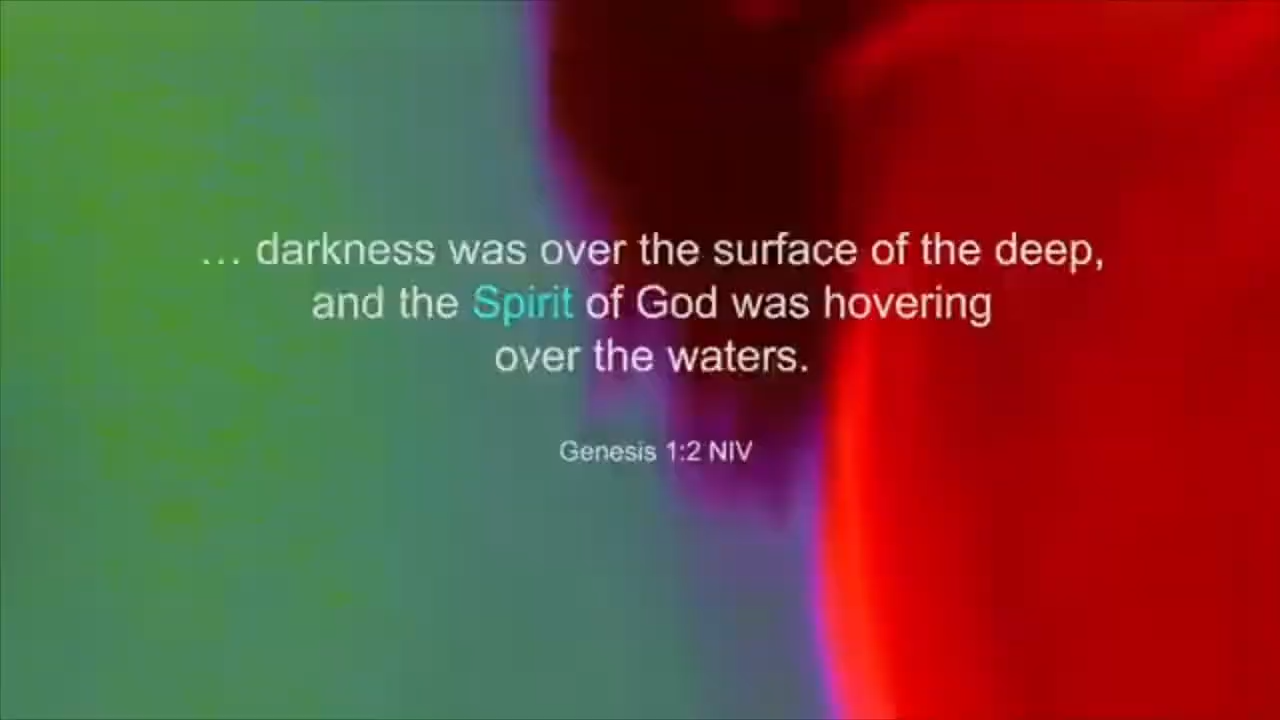 … darkness was over the surface of the deep,
and the Spirit of God was hovering
over the waters.
Genesis 1:2 NIV